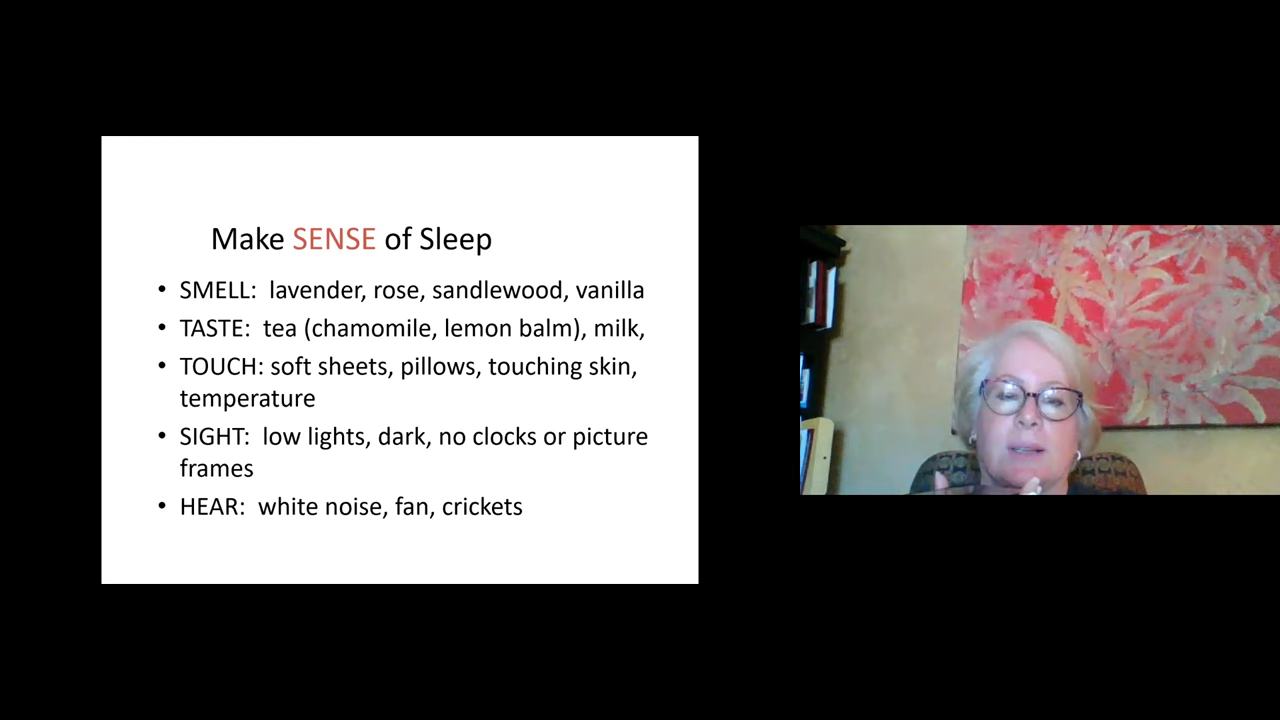 Make SENSE of Sleep
• SMELL:  lavender, rose, sandlewood, vanilla
• TASTE:  tea (chamomile, lemon balm), milk,
• TOUCH: soft sheets, pillows, touching skin,
temperature
• SIGHT:  low lights, dark, no clocks or picture
frames
• HEAR:  white noise, fan, crickets